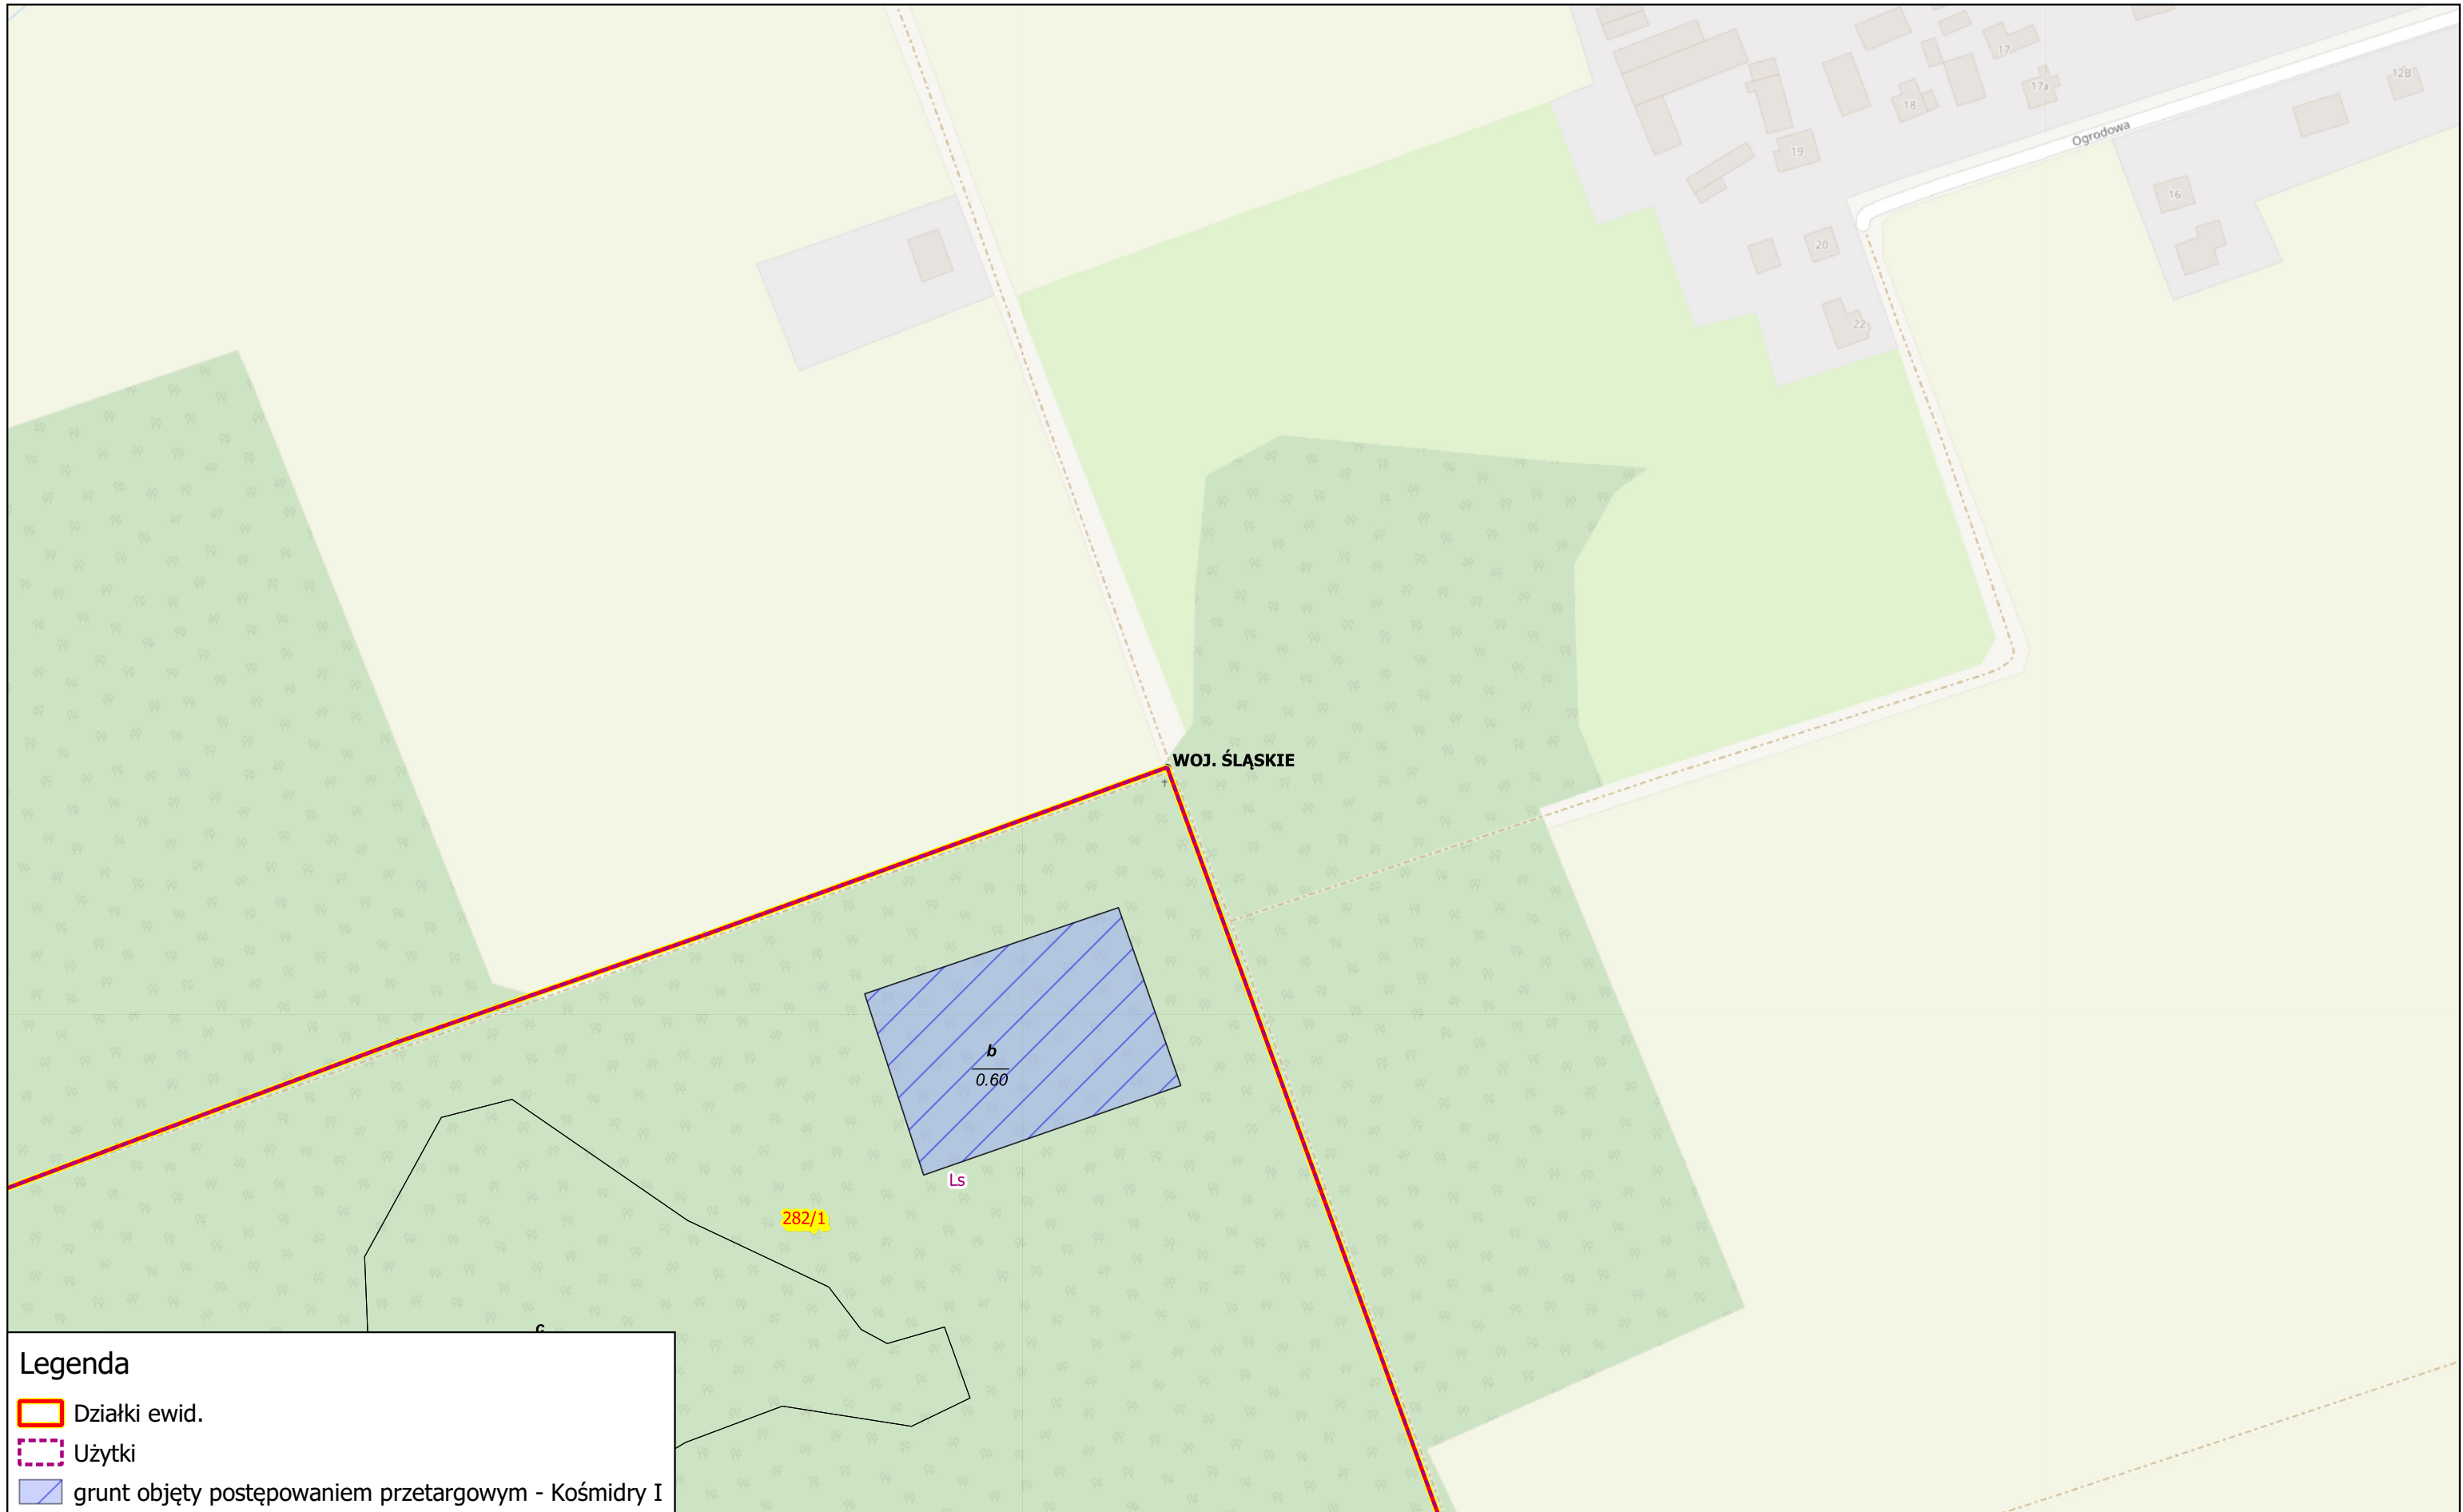 17
12B
17a
18
Ogrodowa
19
16
20
22
WOJ. ŚLĄSKIE
b
0.60
Ls
282/1
c
Legenda
Działki ewid.
Użytki
grunt objęty postępowaniem przetargowym - Kośmidry I